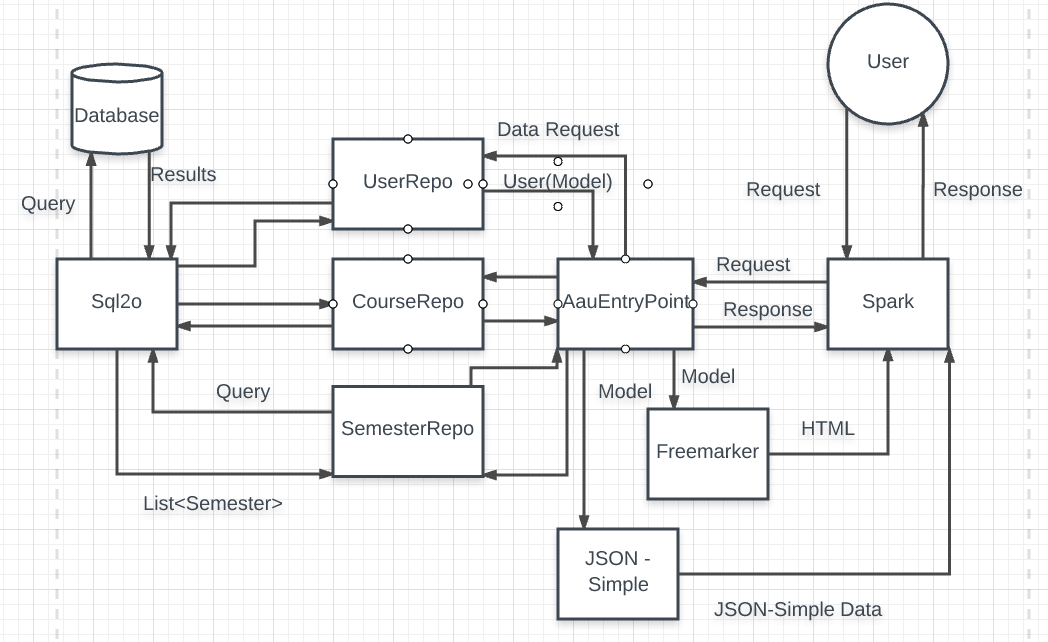 User
Database
Data Request
Results
UserRepo
User(Model)
Request
Response
Query
Request
Sql2o
CourseRepo
AauEntryPoint
Response
Spark
Query
Model
Model
SemesterRepo
HTML
Freemarker
List<Semester>
JSON -
Simple
JSON-Simple Data